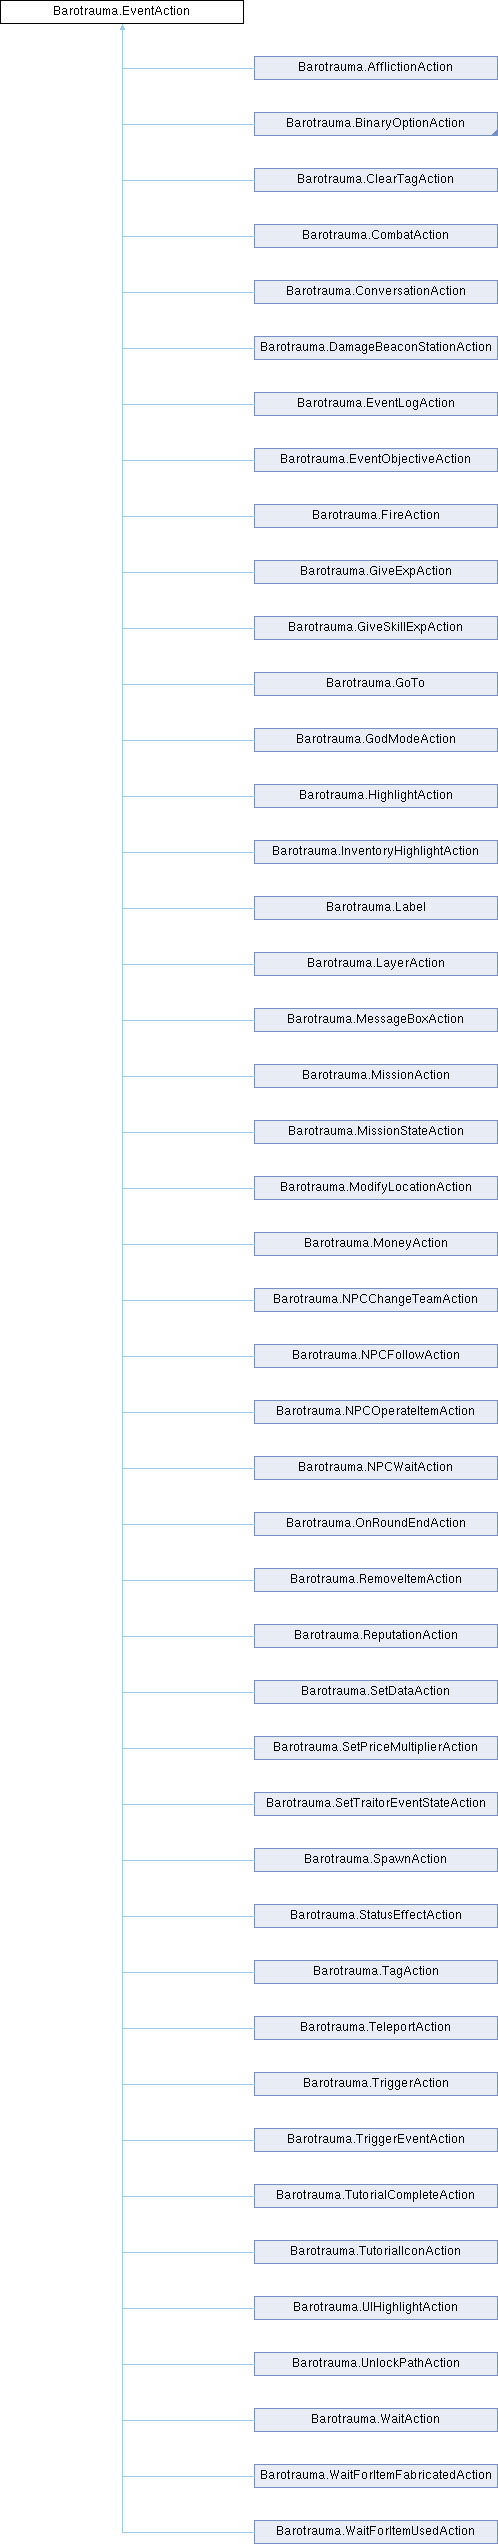 Barotrauma.EventAction
Barotrauma.AfflictionAction
Barotrauma.BinaryOptionAction
Barotrauma.ClearTagAction
Barotrauma.CombatAction
Barotrauma.ConversationAction
Barotrauma.DamageBeaconStationAction
Barotrauma.EventLogAction
Barotrauma.EventObjectiveAction
Barotrauma.FireAction
Barotrauma.GiveExpAction
Barotrauma.GiveSkillExpAction
Barotrauma.GoTo
Barotrauma.GodModeAction
Barotrauma.HighlightAction
Barotrauma.InventoryHighlightAction
Barotrauma.Label
Barotrauma.LayerAction
Barotrauma.MessageBoxAction
Barotrauma.MissionAction
Barotrauma.MissionStateAction
Barotrauma.ModifyLocationAction
Barotrauma.MoneyAction
Barotrauma.NPCChangeTeamAction
Barotrauma.NPCFollowAction
Barotrauma.NPCOperateItemAction
Barotrauma.NPCWaitAction
Barotrauma.OnRoundEndAction
Barotrauma.RemoveItemAction
Barotrauma.ReputationAction
Barotrauma.SetDataAction
Barotrauma.SetPriceMultiplierAction
Barotrauma.SetTraitorEventStateAction
Barotrauma.SpawnAction
Barotrauma.StatusEffectAction
Barotrauma.TagAction
Barotrauma.TeleportAction
Barotrauma.TriggerAction
Barotrauma.TriggerEventAction
Barotrauma.TutorialCompleteAction
Barotrauma.TutorialIconAction
Barotrauma.UIHighlightAction
Barotrauma.UnlockPathAction
Barotrauma.WaitAction
Barotrauma.WaitForItemFabricatedAction
Barotrauma.WaitForItemUsedAction